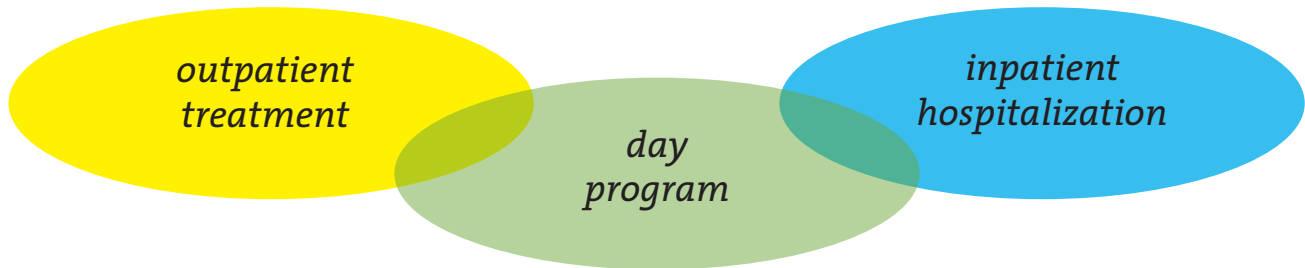 outpatient
treatment
day
program
inpatient
hospitalization